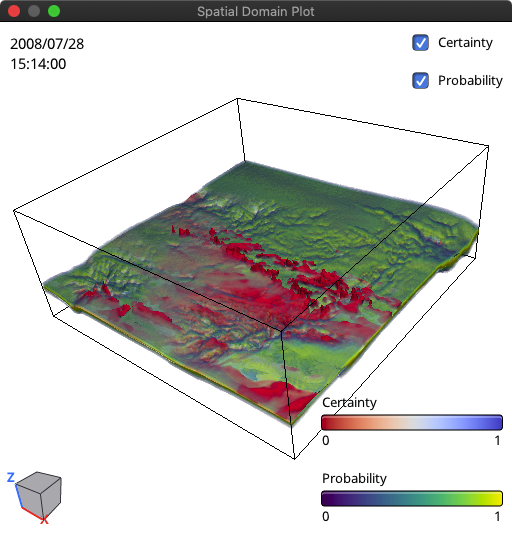 Spatial Domain Plot
2008/07/28
15:14:00
Certainty
Probability
Certainty
0 1
Probability
0 1
Z
X